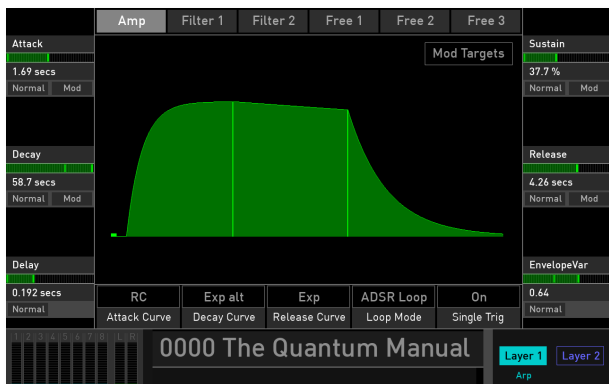 Amp Filter 1 Filter 2 Free 1 Free 2 Free 3
Mod Targets
Attack
1.69 secs
Normal Mod
Decay
58.7 secs
Normal Mod
Delay
0.192 secs
Normal
Sustain
37.7 %
Normal Mod
Release
4.26 secs
Normal Mod
EnvelopeVar
0.64
Normal
RC Exp alt Exp ADSR Loop On
Attack Curve Decay Curve Release Curve Loop Mode Single Trig
1 2 3 4 5 6 7 8 L R
0000 The Quantum Manual
Layer 1 Layer 2
Arp